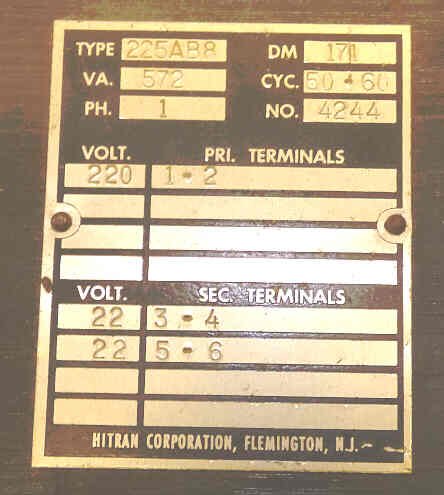 TYPE 225AB8 DM 171
VA. 572 CYC. 50-60
PH. 1 NO. 4244
VOLT. PRI. TERMINALS
220 1-2
VOLT. SEC. TERMINALS
22 3-4
22 5-6
HITRAN CORPORATION, FLEMINGTON, N.J.